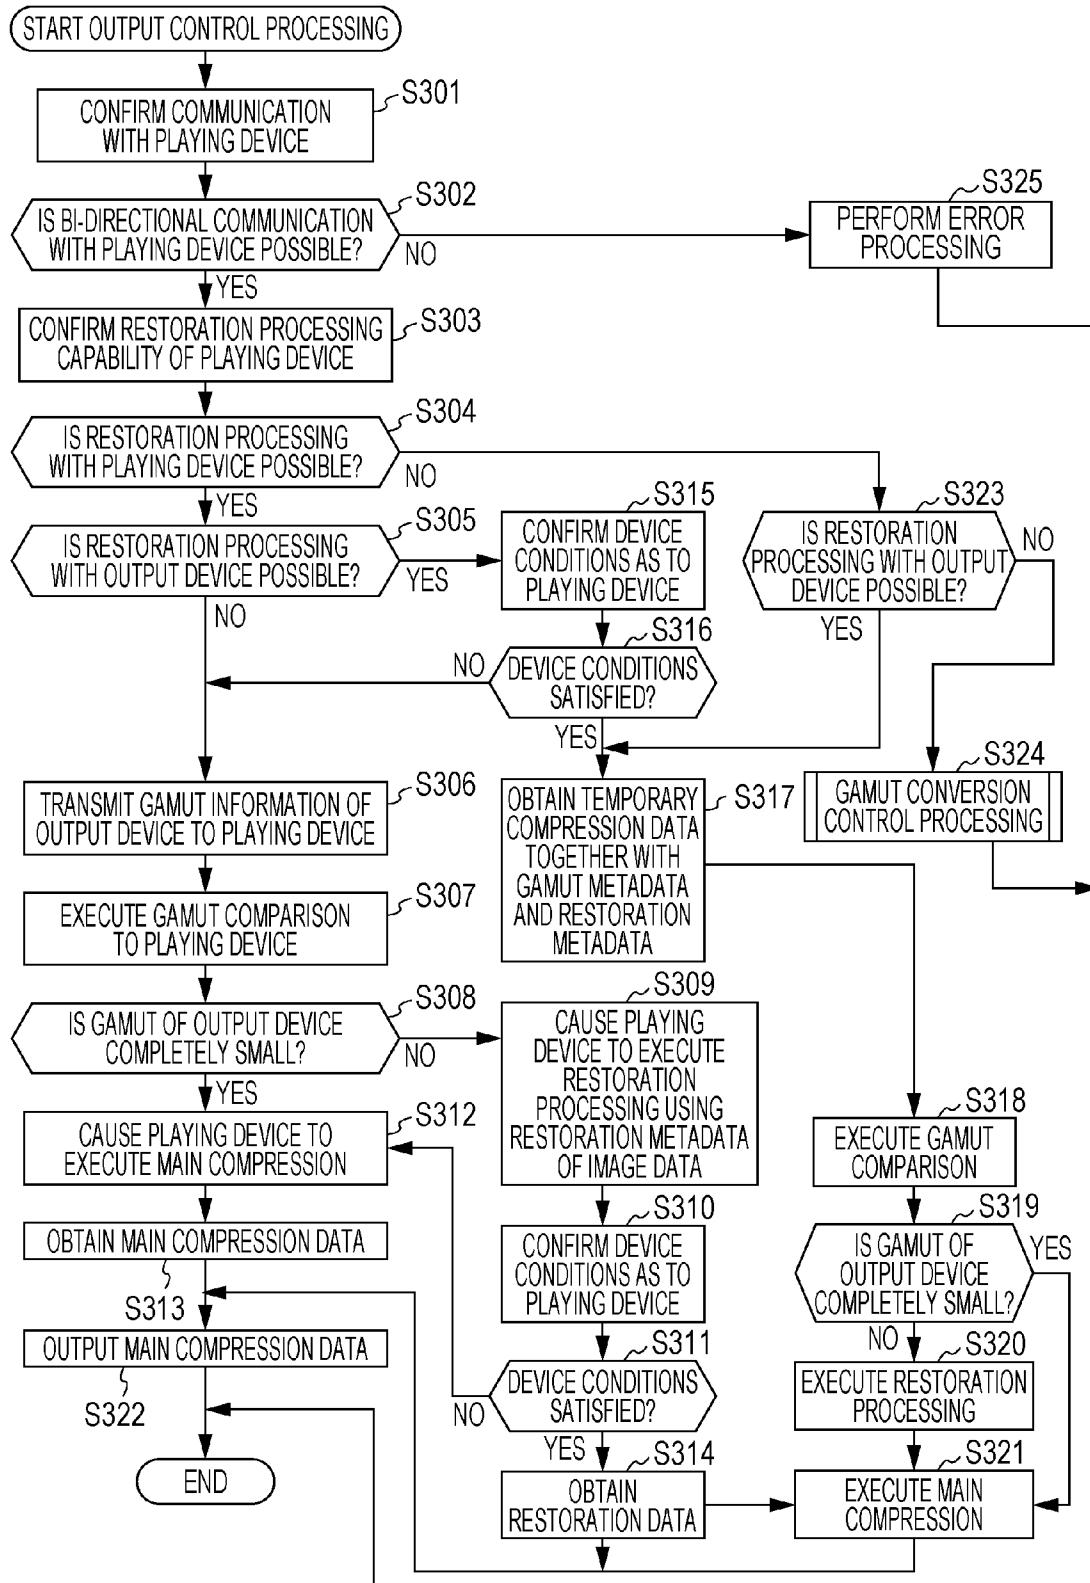 START OUTPUT CONTROL PROCESSING
S301
CONFIRM COMMUNICATION
WITH PLAYING DEVICE
S302
IS BI-DIRECTIONAL COMMUNICATION
WITH PLAYING DEVICE POSSIBLE?
NO
YES
S325
PERFORM ERROR
PROCESSING
S303
CONFIRM RESTORATION PROCESSING
CAPABILITY OF PLAYING DEVICE
S304
IS RESTORATION PROCESSING
WITH PLAYING DEVICE POSSIBLE?
NO
YES
S305
IS RESTORATION PROCESSING
WITH OUTPUT DEVICE POSSIBLE?
YES
NO
S315
CONFIRM DEVICE
CONDITIONS AS TO
PLAYING DEVICE
S323
IS RESTORATION
PROCESSING WITH OUTPUT
DEVICE POSSIBLE?
NO
YES
S316
DEVICE CONDITIONS
SATISFIED?
NO
YES
S324
GAMUT CONVERSION
CONTROL PROCESSING
S306
TRANSMIT GAMUT INFORMATION OF
OUTPUT DEVICE TO PLAYING DEVICE
S317
OBTAIN TEMPORARY
COMPRESSION DATA
TOGETHER WITH
GAMUT METADATA
AND RESTORATION
METADATA
S307
EXECUTE GAMUT COMPARISON
TO PLAYING DEVICE
S308
IS GAMUT OF OUTPUT DEVICE
COMPLETELY SMALL?
NO
YES
S309
CAUSE PLAYING
DEVICE TO EXECUTE
RESTORATION
PROCESSING USING
RESTORATION METADATA
OF IMAGE DATA
S312
CAUSE PLAYING DEVICE TO
EXECUTE MAIN COMPRESSION
S318
EXECUTE GAMUT
COMPARISON
S310
CONFIRM DEVICE
CONDITIONS AS TO
PLAYING DEVICE
S319
IS GAMUT OF
OUTPUT DEVICE
COMPLETELY SMALL?
YES
NO
OBTAIN MAIN COMPRESSION DATA
S313
OUTPUT MAIN COMPRESSION DATA
S322
S311
DEVICE CONDITIONS
SATISFIED?
NO
YES
S320
EXECUTE RESTORATION
PROCESSING
END
S314
OBTAIN
RESTORATION DATA
S321
EXECUTE MAIN
COMPRESSION